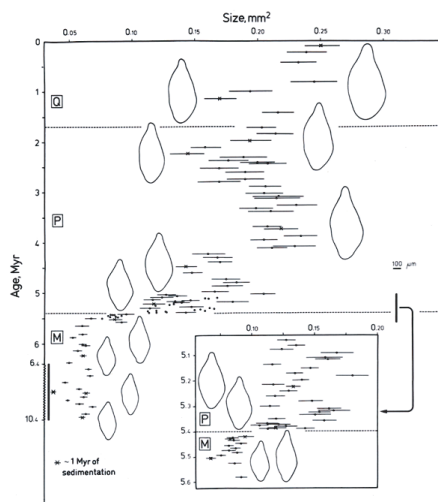 Size, mm²
0.05 0.10 0.15 0.20 0.25 0.30
0
1
Q
2
3
P
4
100 μm
Age, Myr
5
M
6
6.4
10.4
* ~ 1 Myr of
sedimentation
0.10 0.15 0.20
5.1
5.2
5.3
P
5.4
M
5.5
5.6